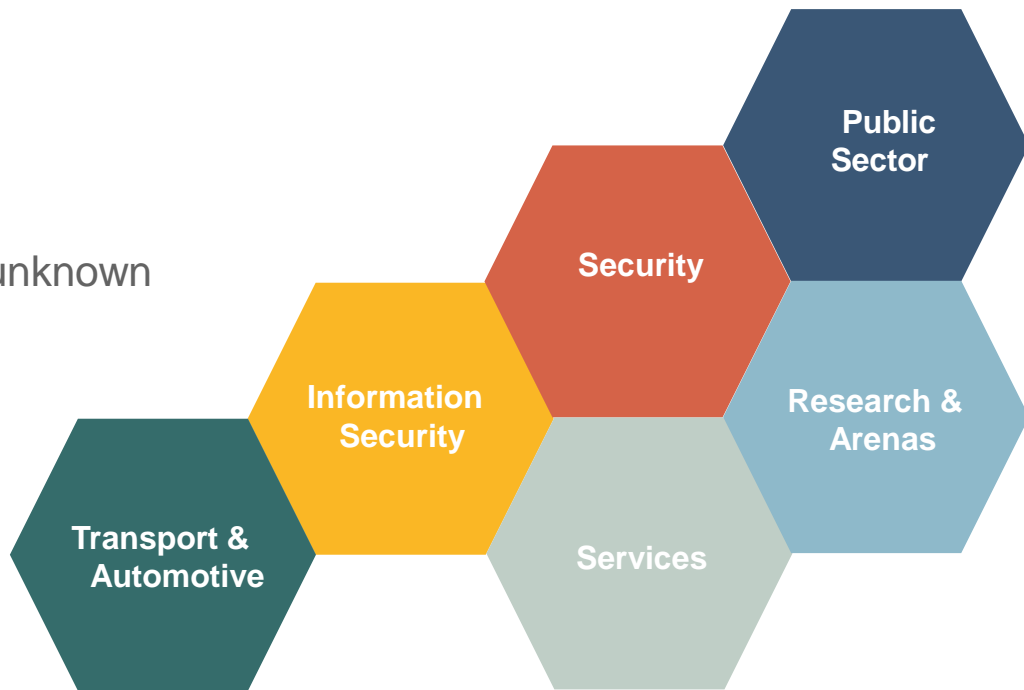 Public
Sector
Security
unknown
Information
Security
Research &
Arenas
Transport &
Automotive
Services